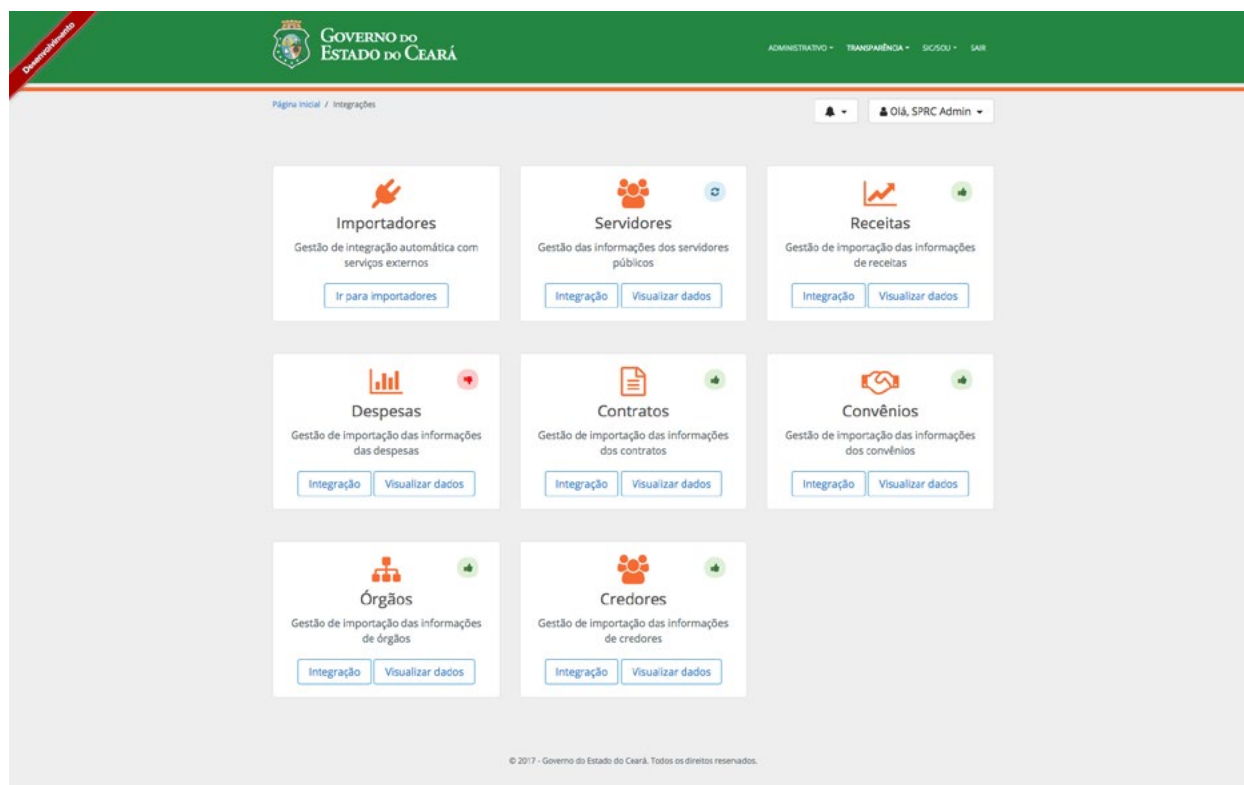 Desenvolvimento
GOVERNO DO
ESTADO DO CEARÁ
ADMINISTRATIVO TRANSPARÊNCIA SIC/SOU SAIR
Página Inicial / Integrações
Olá, SPRC Admin
Importadores
Gestão de integração automática com
serviços externos
Ir para importadores
Servidores
Gestão das informações dos servidores
públicos
Integração Visualizar dados
Receitas
Gestão de importação das informações
de receitas
Integração Visualizar dados
Despesas
Gestão de importação das informações
das despesas
Integração Visualizar dados
Contratos
Gestão de importação das informações
dos contratos
Integração Visualizar dados
Convênios
Gestão de importação das informações
dos convênios
Integração Visualizar dados
Órgãos
Gestão de importação das informações
de órgãos
Integração Visualizar dados
Credores
Gestão de importação das informações
de credores
Integração Visualizar dados
© 2017 - Governo do Estado do Ceará. Todos os direitos reservados.